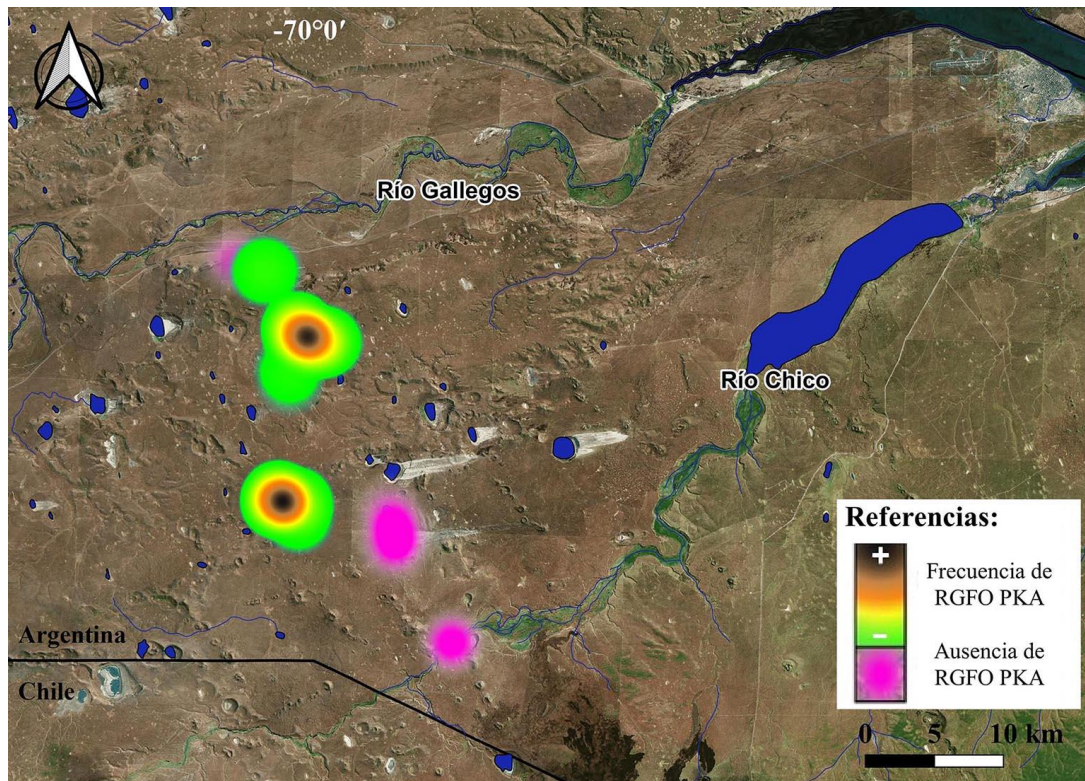 -70°0′
Río Gallegos
Río Chico
Argentina
Chile
Referencias:
+
Frecuencia de
RGFO PKA
−
Ausencia de
RGFO PKA
0 5 10 km